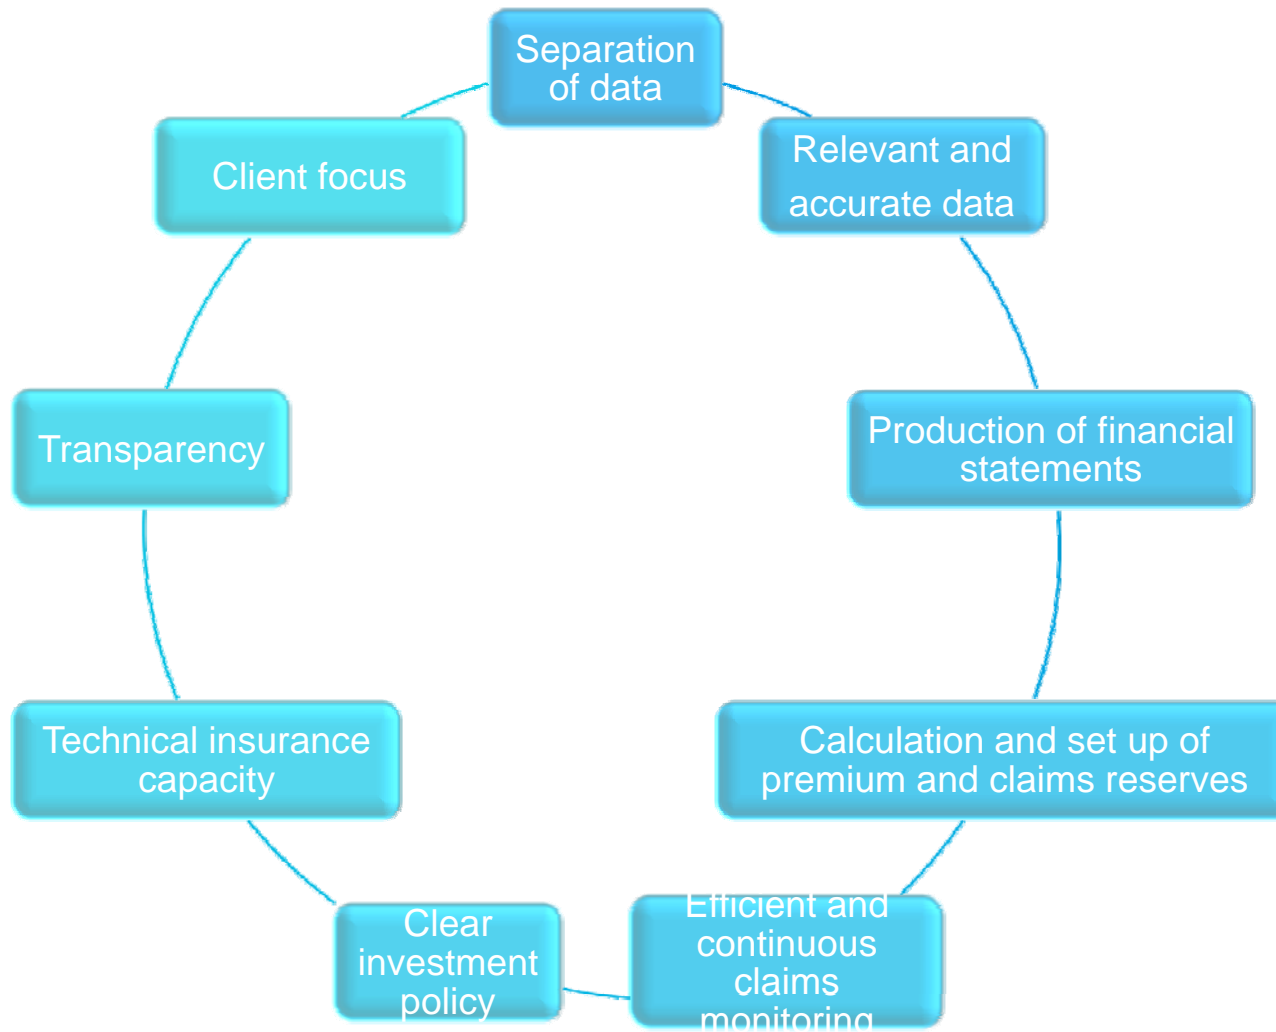 Separation
of data
Relevant and
accurate data
Production of financial
statements
Calculation and set up of
premium and claims reserves
Efficient and
continuous
claims
monitoring
Clear
investment
policy
Technical insurance
capacity
Transparency
Client focus